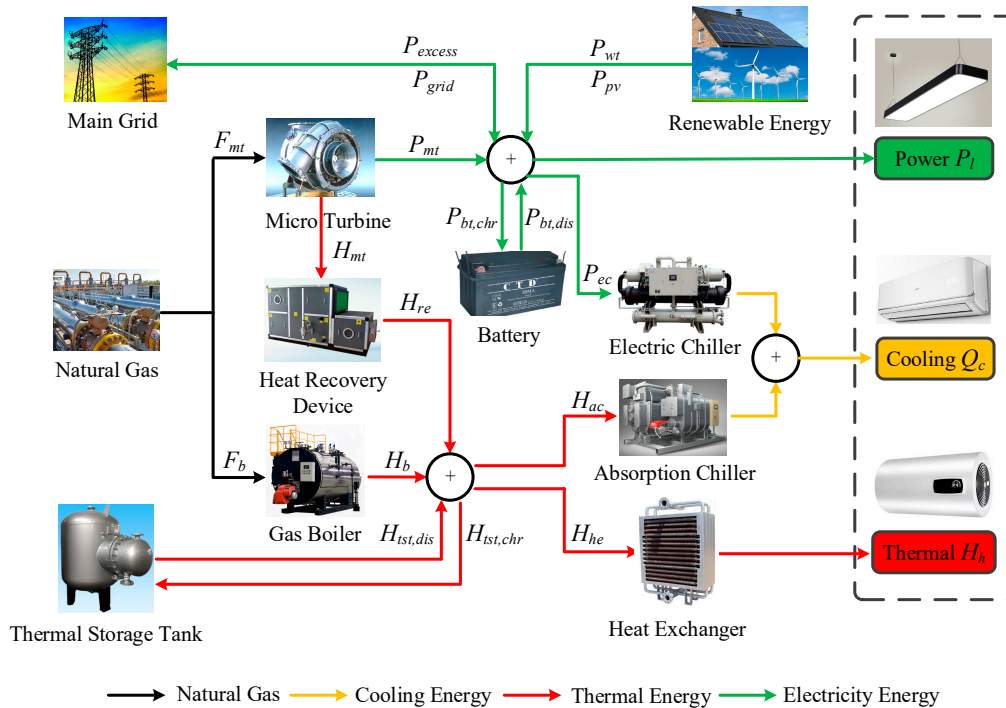 P_excess
P_grid
P_wt
P_pv
Main Grid
Renewable Energy
F_mt
P_mt
+
Power P_l
Micro Turbine
P_bt,chr
P_bt,dis
H_mt
P_ec
CTD
Battery
Electric Chiller
+
Cooling Q_c
H_re
Natural Gas
Heat Recovery
Device
H_ac
Absorption Chiller
F_b
H_b
+
Gas Boiler
H_tst,dis
H_tst,chr
H_he
Thermal H_h
Thermal Storage Tank
Heat Exchanger
Natural Gas
Cooling Energy
Thermal Energy
Electricity Energy